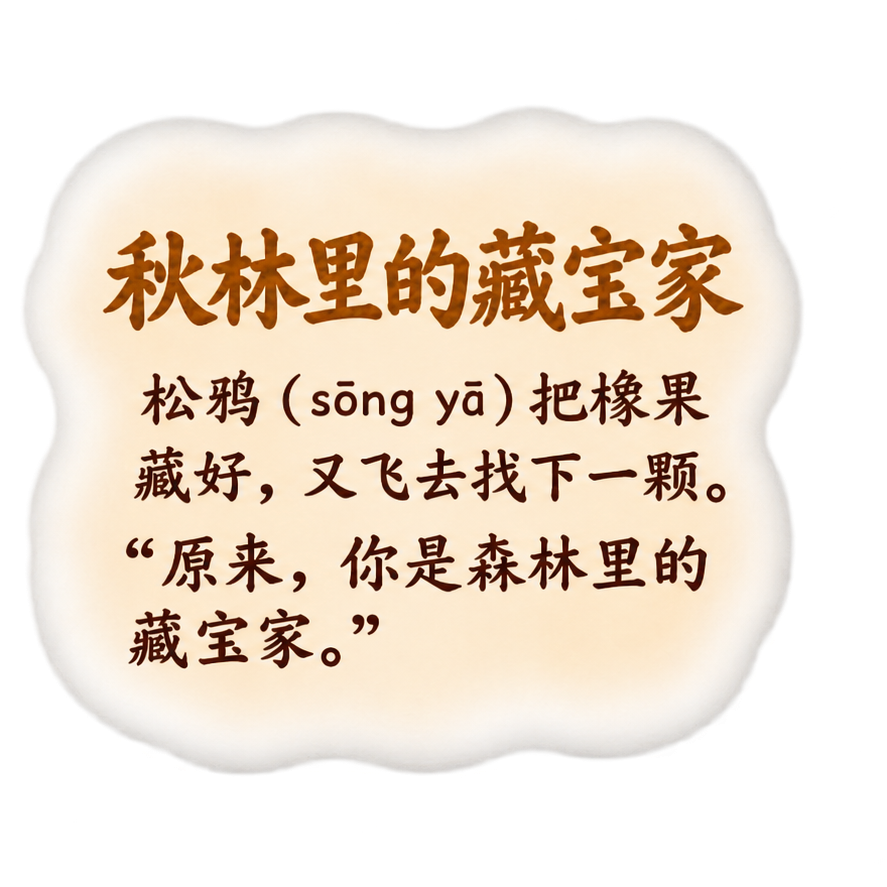 秋林里的藏宝家
松鸦(sōng yā)把橡果
藏好，又飞去找下一颗。
“原来，你是森林里的
藏宝家。”